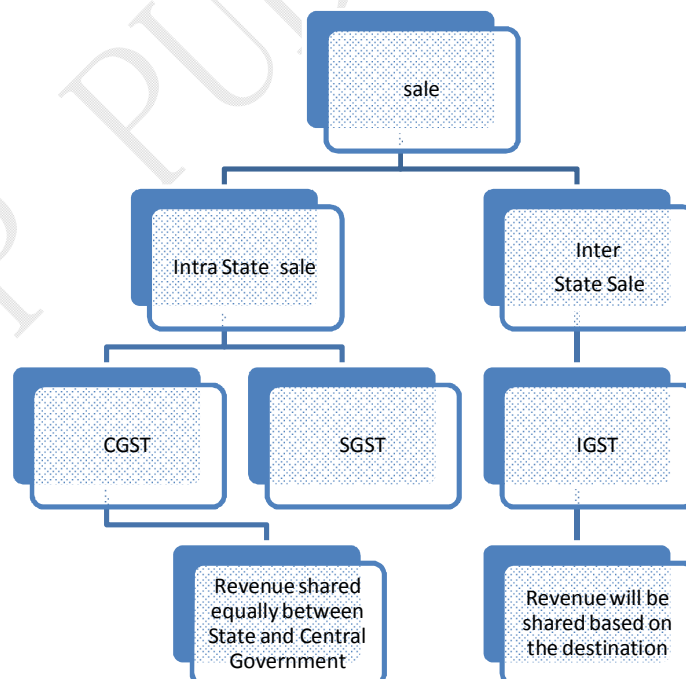 sale
Intra State sale
Inter
State Sale
CGST
SGST
IGST
Revenue shared
equally between
State and Central
Government
Revenue will be
shared based on
the destination